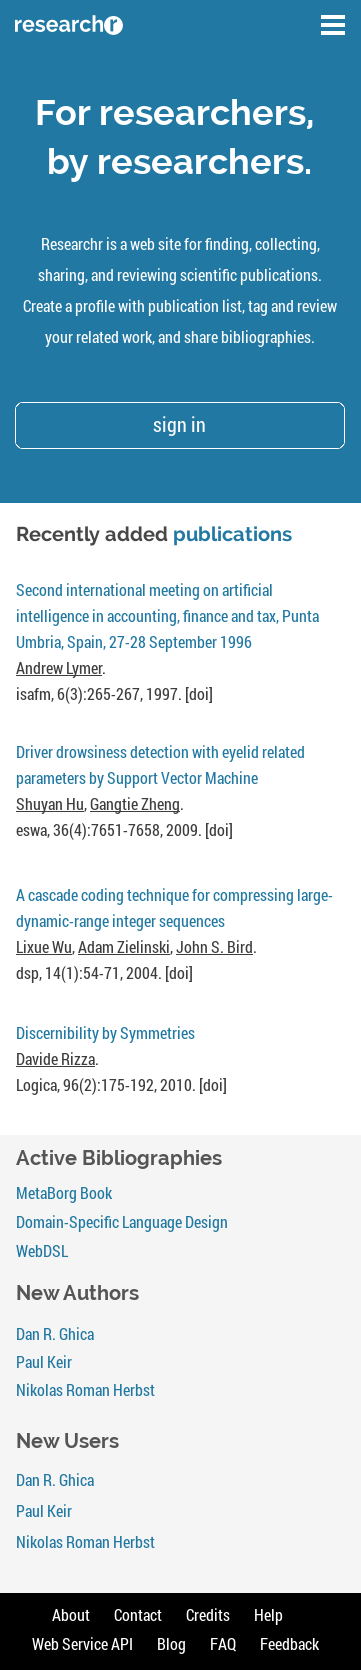 researchr
For researchers,
by researchers.
Researchr is a web site for finding, collecting,
sharing, and reviewing scientific publications.
Create a profile with publication list, tag and review
your related work, and share bibliographies.
sign in
Recently added publications
Second international meeting on artificial
intelligence in accounting, finance and tax, Punta
Umbria, Spain, 27-28 September 1996
Andrew Lymer.
isafm, 6(3):265-267, 1997. [doi]
Driver drowsiness detection with eyelid related
parameters by Support Vector Machine
Shuyan Hu, Gangtie Zheng.
eswa, 36(4):7651-7658, 2009. [doi]
A cascade coding technique for compressing large-
dynamic-range integer sequences
Lixue Wu, Adam Zielinski, John S. Bird.
dsp, 14(1):54-71, 2004. [doi]
Discernibility by Symmetries
Davide Rizza.
Logica, 96(2):175-192, 2010. [doi]
Active Bibliographies
MetaBorg Book
Domain-Specific Language Design
WebDSL
New Authors
Dan R. Ghica
Paul Keir
Nikolas Roman Herbst
New Users
Dan R. Ghica
Paul Keir
Nikolas Roman Herbst
About Contact Credits Help
Web Service API Blog FAQ Feedback